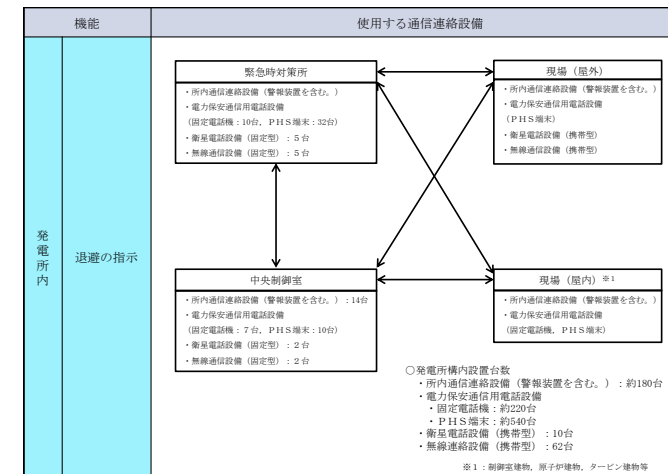 機能
使用する通信連絡設備
発電所内
退避の指示
緊急時対策所
・所内通信連絡設備（警報装置を含む。）
・電力保安通信用電話設備
（固定電話機：10台，ＰＨＳ端末：32台）
・衛星電話設備（固定型）：５台
・無線通信設備（固定型）：５台
現場（屋外）
・所内通信連絡設備（警報装置を含む。）
・電力保安通信用電話設備
（ＰＨＳ端末）
・衛星電話設備（携帯型）
・無線通信設備（携帯型）
中央制御室
・所内通信連絡設備（警報装置を含む。）：14台
・電力保安通信用電話設備
（固定電話機：７台，ＰＨＳ端末：10台）
・衛星電話設備（固定型）：２台
・無線通信設備（固定型）：２台
現場（屋内）※１
・所内通信連絡設備（警報装置を含む。）
・電力保安通信用電話設備
（固定電話機，ＰＨＳ端末）
○発電所構内設置台数
・所内通信連絡設備（警報装置を含む。）：約180台
・電力保安通信用電話設備
・固定電話機：約220台
・ＰＨＳ端末：約540台
・衛星電話設備（携帯型）：10台
・無線連絡設備（携帯型）：62台
※１：制御室建物，原子炉建物，タービン建物等